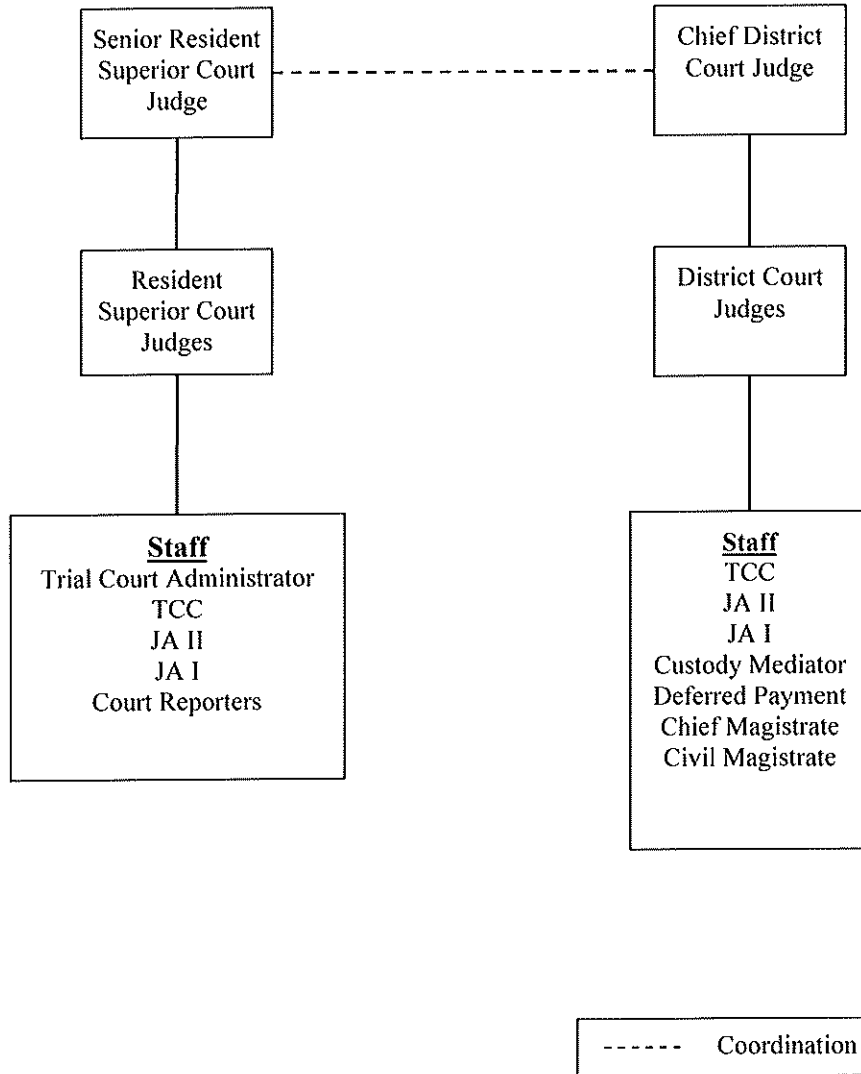 Senior Resident
Superior Court
Judge
Chief District
Court Judge
Resident
Superior Court
Judges
District Court
Judges
Staff
Trial Court Administrator
TCC
JA II
JA I
Court Reporters
Staff
TCC
JA II
JA I
Custody Mediator
Deferred Payment
Chief Magistrate
Civil Magistrate
Coordination